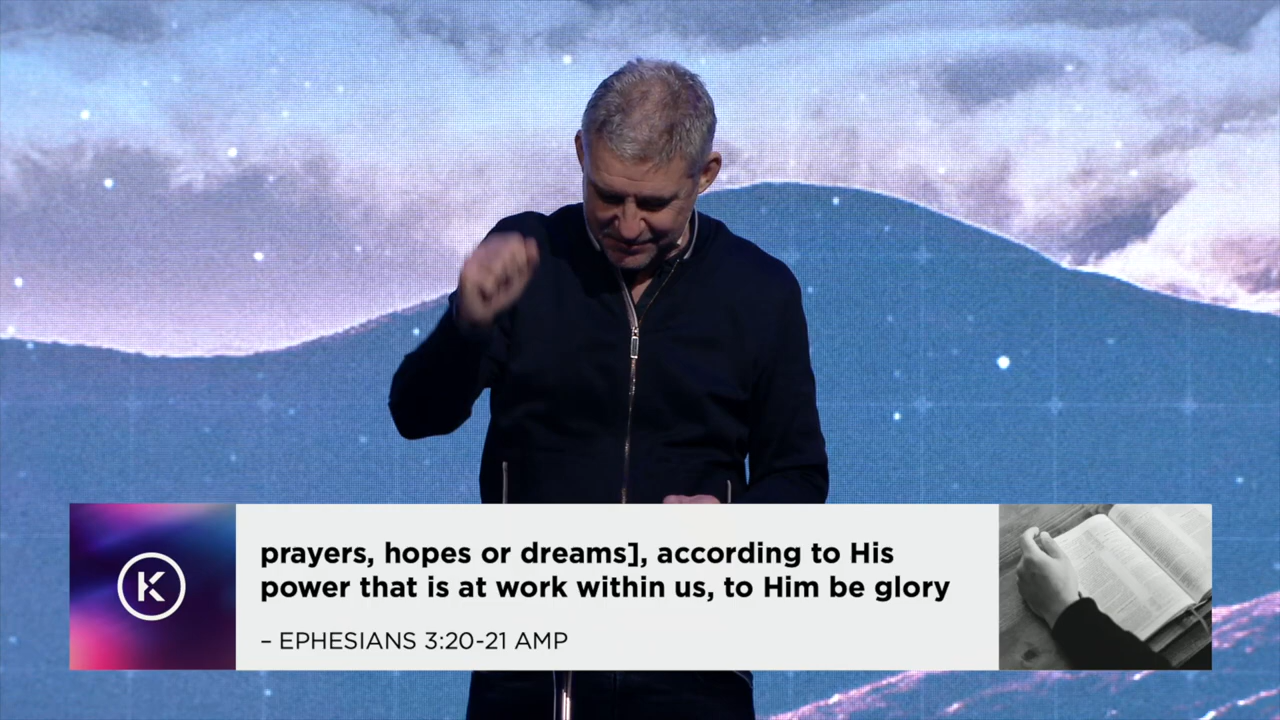 K
prayers, hopes or dreams], according to His
power that is at work within us, to Him be glory
– EPHESIANS 3:20-21 AMP